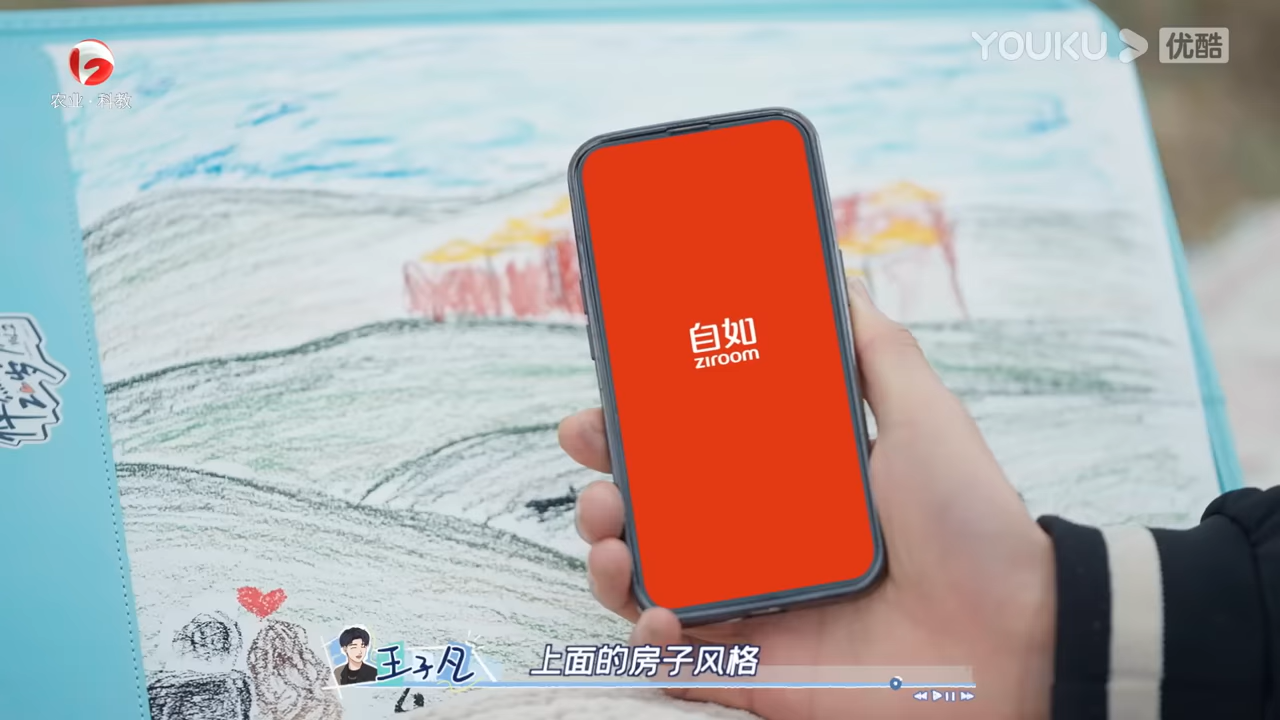 YOUKU 优酷
农业·科教
自如
ziroom
王子凡
上面的房子风格